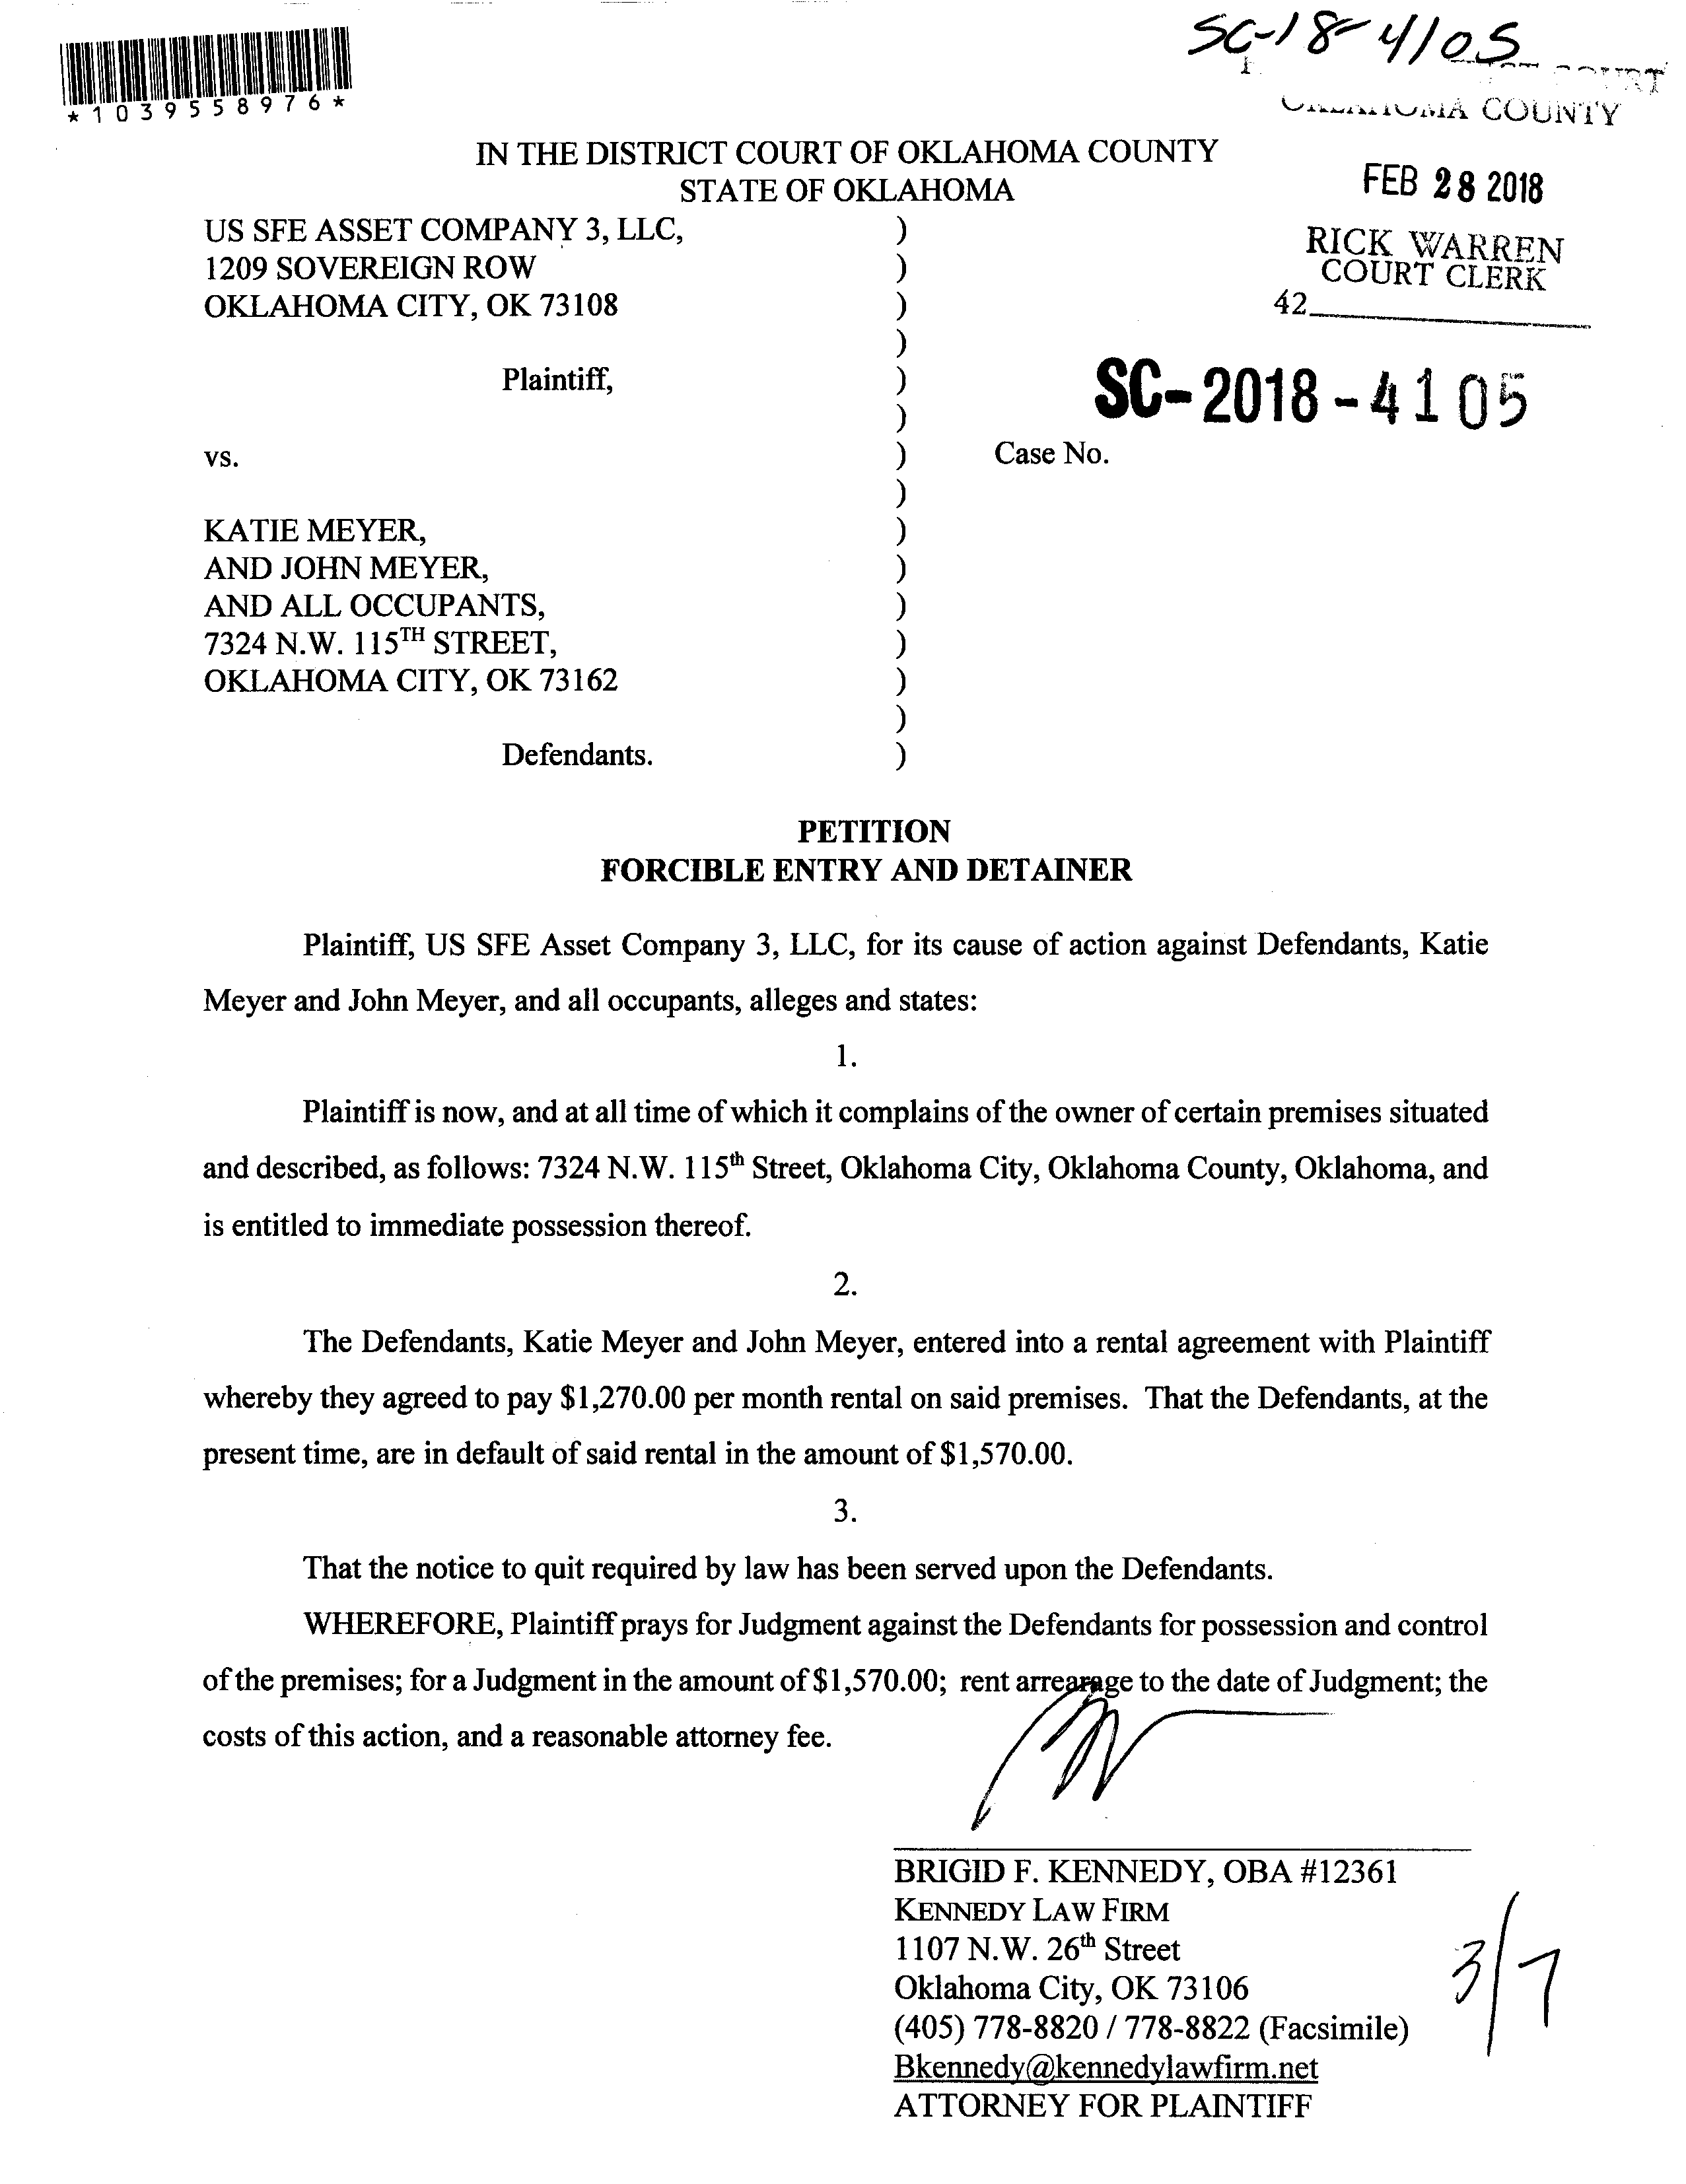 SC-18-4105
COURT
COUNTY
*1039558976*
IN THE DISTRICT COURT OF OKLAHOMA COUNTY
STATE OF OKLAHOMA
FEB 28 2018
RICK WARREN
COURT CLERK
42
US SFE ASSET COMPANY 3, LLC, )
1209 SOVEREIGN ROW )
OKLAHOMA CITY, OK 73108 )
)
Plaintiff, )
SC-2018-4105
)
vs. ) Case No.
)
KATIE MEYER, )
AND JOHN MEYER, )
AND ALL OCCUPANTS, )
7324 N.W. 115TH STREET, )
OKLAHOMA CITY, OK 73162 )
)
Defendants. )
PETITION
FORCIBLE ENTRY AND DETAINER
Plaintiff, US SFE Asset Company 3, LLC, for its cause of action against Defendants, Katie
Meyer and John Meyer, and all occupants, alleges and states:
1.
Plaintiff is now, and at all time of which it complains of the owner of certain premises situated
and described, as follows: 7324 N.W. 115th Street, Oklahoma City, Oklahoma County, Oklahoma, and
is entitled to immediate possession thereof.
2.
The Defendants, Katie Meyer and John Meyer, entered into a rental agreement with Plaintiff
whereby they agreed to pay $1,270.00 per month rental on said premises. That the Defendants, at the
present time, are in default of said rental in the amount of $1,570.00.
3.
That the notice to quit required by law has been served upon the Defendants.
WHEREFORE, Plaintiff prays for Judgment against the Defendants for possession and control
of the premises; for a Judgment in the amount of $1,570.00; rent arrearage to the date of Judgment; the
costs of this action, and a reasonable attorney fee.
BRIGID F. KENNEDY, OBA #12361
KENNEDY LAW FIRM
1107 N.W. 26th Street
Oklahoma City, OK 73106
(405) 778-8820 / 778-8822 (Facsimile)
Bkennedy@kennedylawfirm.net
ATTORNEY FOR PLAINTIFF
3/7